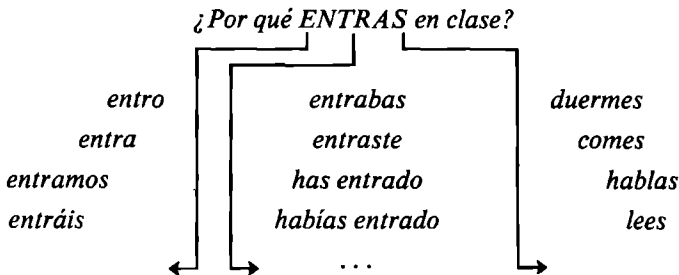 ¿Por qué ENTRAS en clase?
entro entrabas duermes
entra entraste comes
entramos has entrado hablas
entráis habías entrado lees
. . .